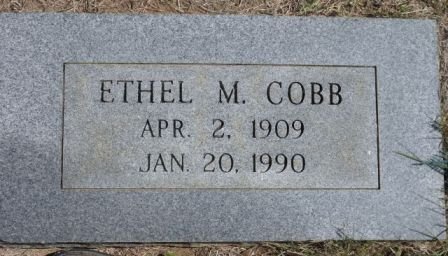 ETHEL M. COBB
APR. 2, 1909
JAN. 20, 1990